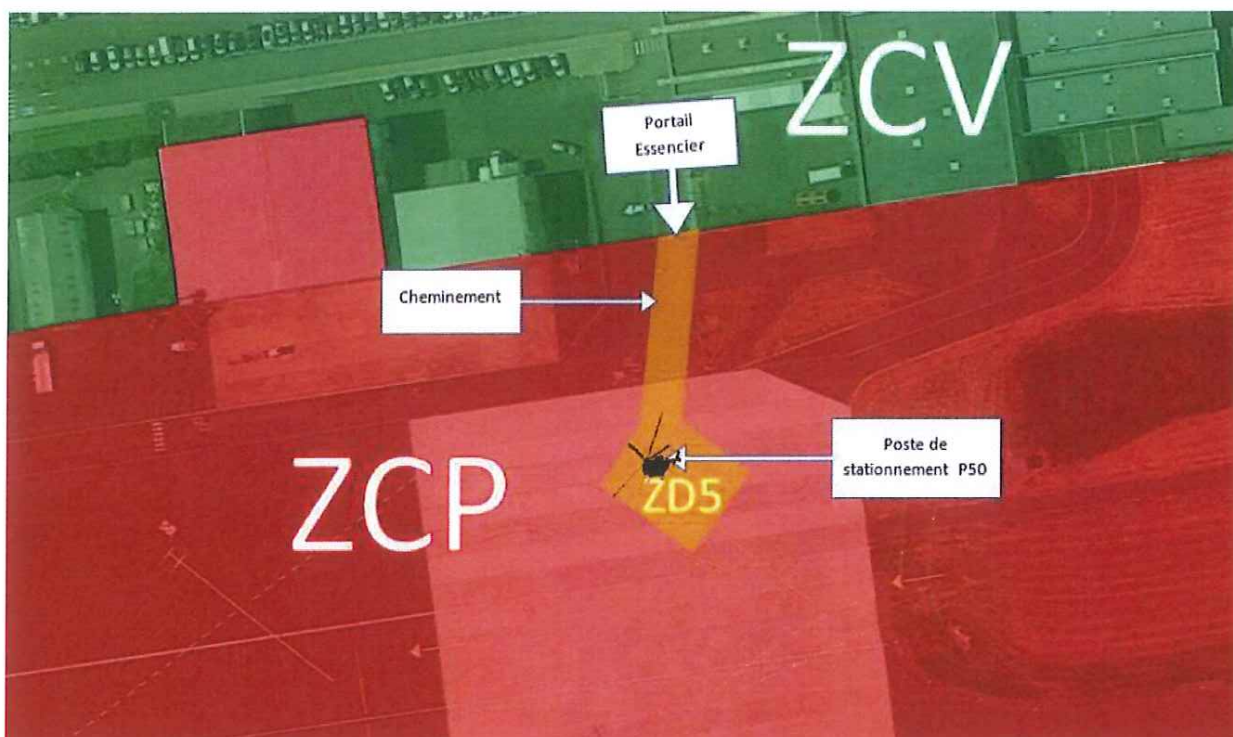 ZCV
Portail
Essencier
Cheminement
Poste de
stationnement P50
ZCP
ZD5